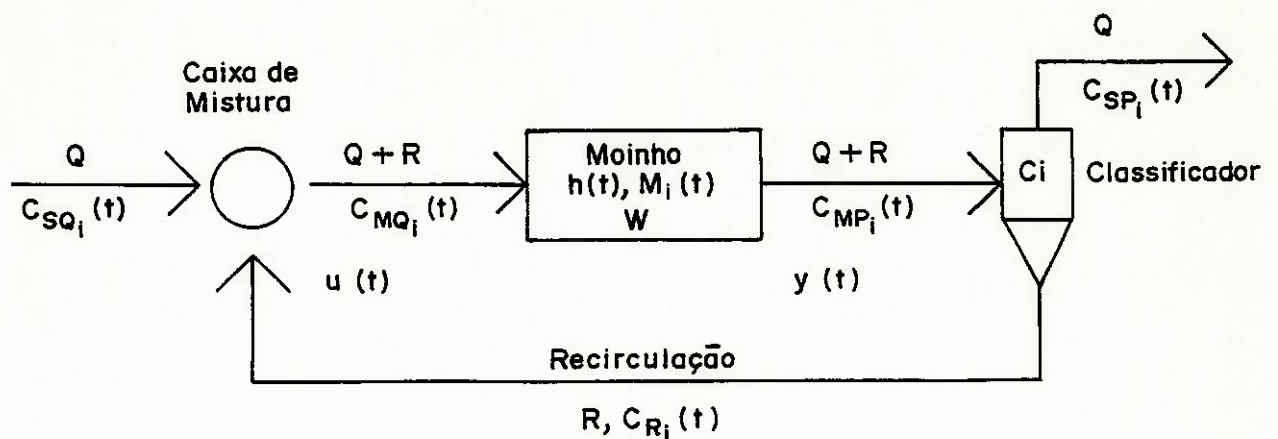 Q
Caixa de
Mistura
C_SPi (t)
Q
Q + R
Moinho
h(t), M_i (t)
W
Q + R
Ci
Classificador
C_SQi (t)
C_MQi (t)
C_MPi (t)
u (t)
y (t)
Recirculação
R, C_Ri (t)